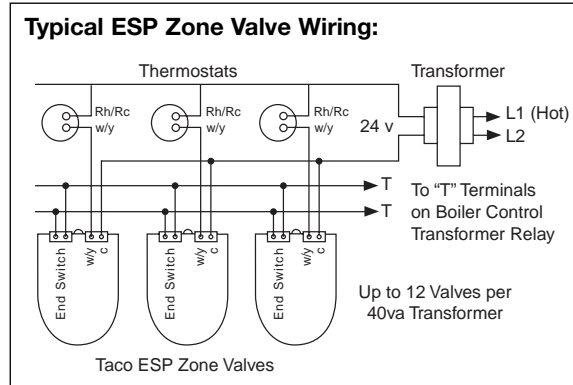 Typical ESP Zone Valve Wiring:
Thermostats
Transformer
Rh/Rc
w/y
Rh/Rc
w/y
Rh/Rc
w/y
24 v
L1 (Hot)
L2
T
T
To “T” Terminals
on Boiler Control
Transformer Relay
End Switch
w/y
c
End Switch
w/y
c
End Switch
w/y
c
Up to 12 Valves per
40va Transformer
Taco ESP Zone Valves